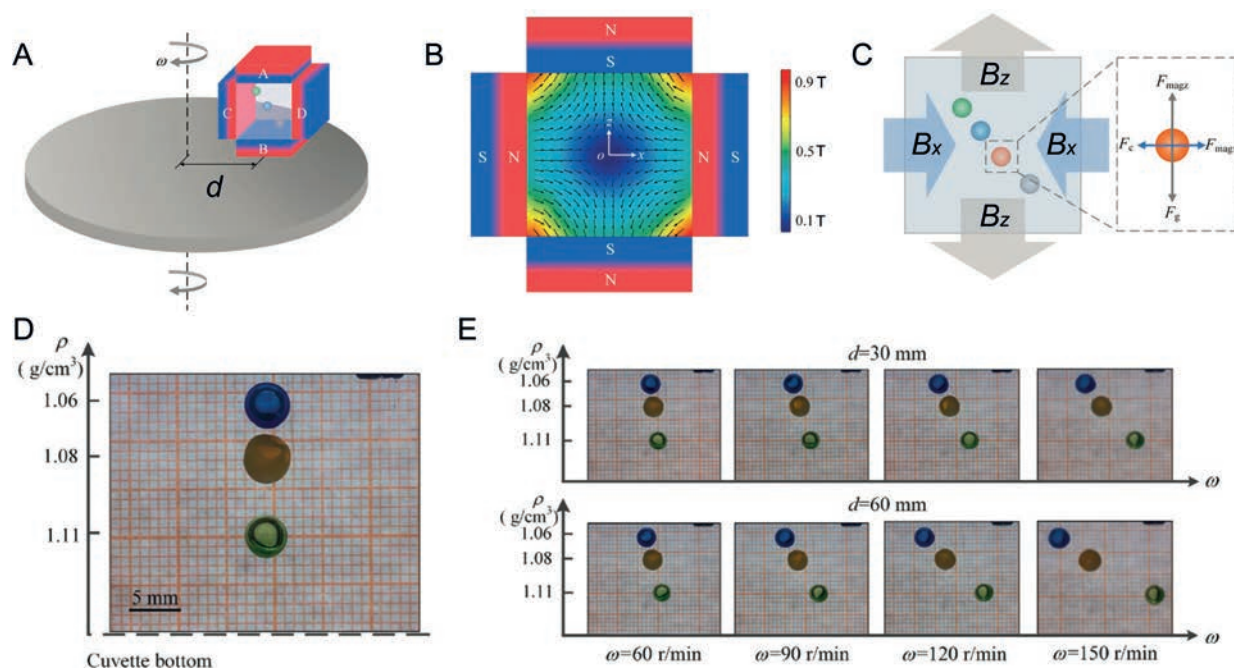 A
ω
A
C
D
B
d
B
N
S
S
N
z
o
x
N
S
S
N
0.9 T
0.5 T
0.1 T
C
Bz
Bx
Bx
Bz
Fmagz
Fc
Fmagx
Fg
D
ρ
( g/cm³)
1.06
1.08
1.11
5 mm
Cuvette bottom
E
ρ
( g/cm³)
d=30 mm
1.06
1.08
1.11
ω
ρ
( g/cm³)
d=60 mm
1.06
1.08
1.11
ω
ω=60 r/min
ω=90 r/min
ω=120 r/min
ω=150 r/min